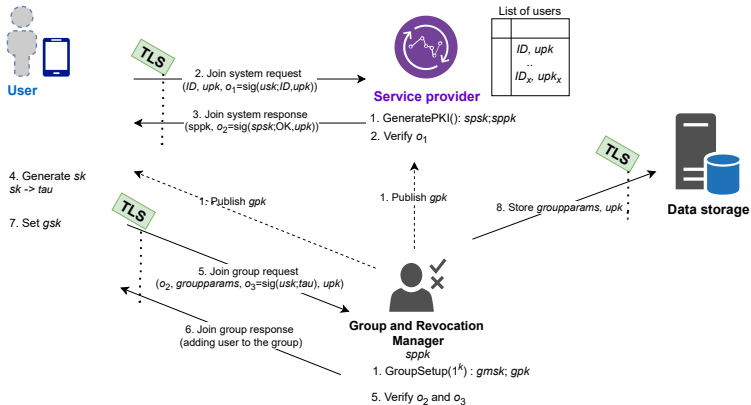 List of users
ID, upk
..
IDx, upkx
TLS
User
2. Join system request
(ID, upk, o1=sig(usk;ID,upk))
Service provider
3. Join system response
(sppk, o2=sig(spsk;OK,upk))
1. GeneratePKI(): spsk;sppk
2. Verify o1
4. Generate sk
sk -> tau
7. Set gsk
TLS
1. Publish gpk
1. Publish gpk
TLS
8. Store groupparams, upk
Data storage
5. Join group request
(o2, groupparams, o3=sig(usk;tau), upk)
6. Join group response
(adding user to the group)
Group and Revocation
Manager
sppk
1. GroupSetup(1^k) : gmsk; gpk
5. Verify o2 and o3